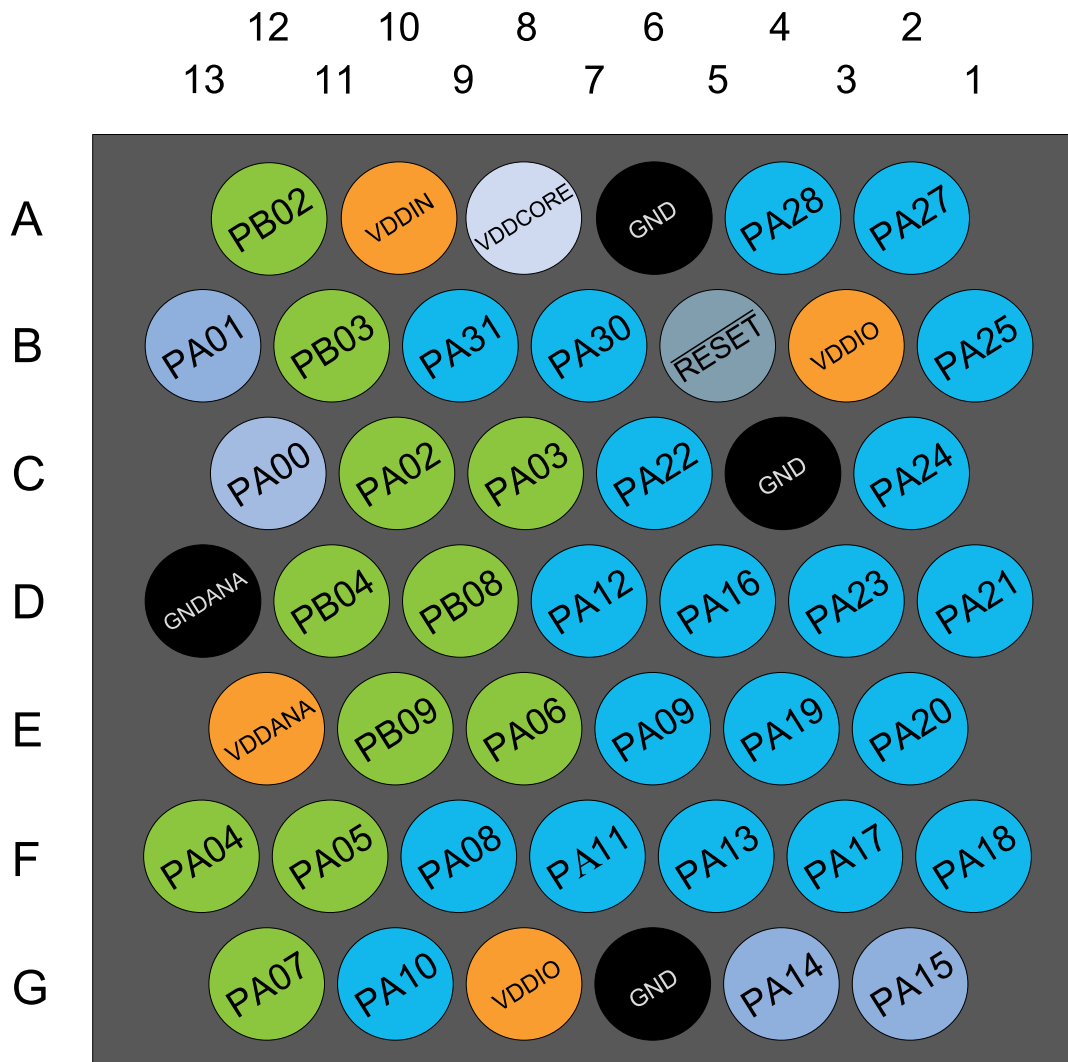 12 10 8 6 4 2
13 11 9 7 5 3 1
A PB02 VDDIN VDDCORE GND PA28 PA27
B PA01 PB03 PA31 PA30 RESET VDDIO PA25
C PA00 PA02 PA03 PA22 GND PA24
D GNDANA PB04 PB08 PA12 PA16 PA23 PA21
E VDDANA PB09 PA06 PA09 PA19 PA20
F PA04 PA05 PA08 PA11 PA13 PA17 PA18
G PA07 PA10 VDDIO GND PA14 PA15